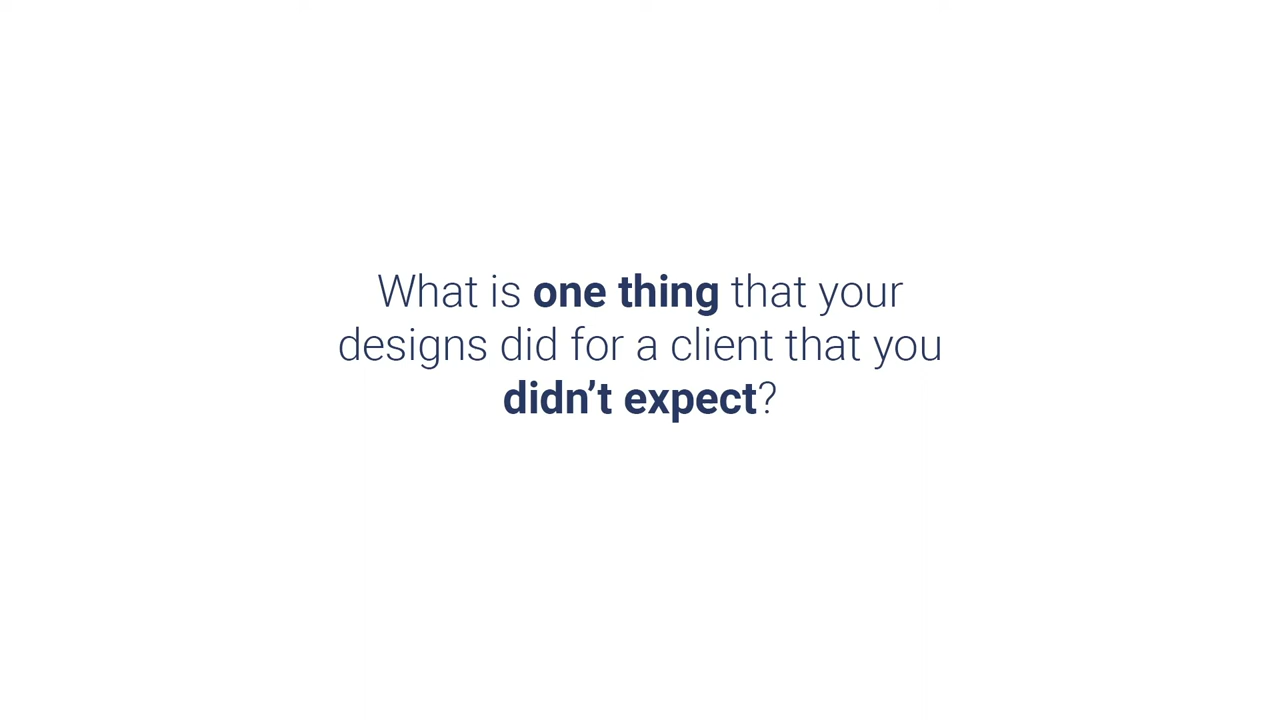 What is one thing that your
designs did for a client that you
didn’t expect?